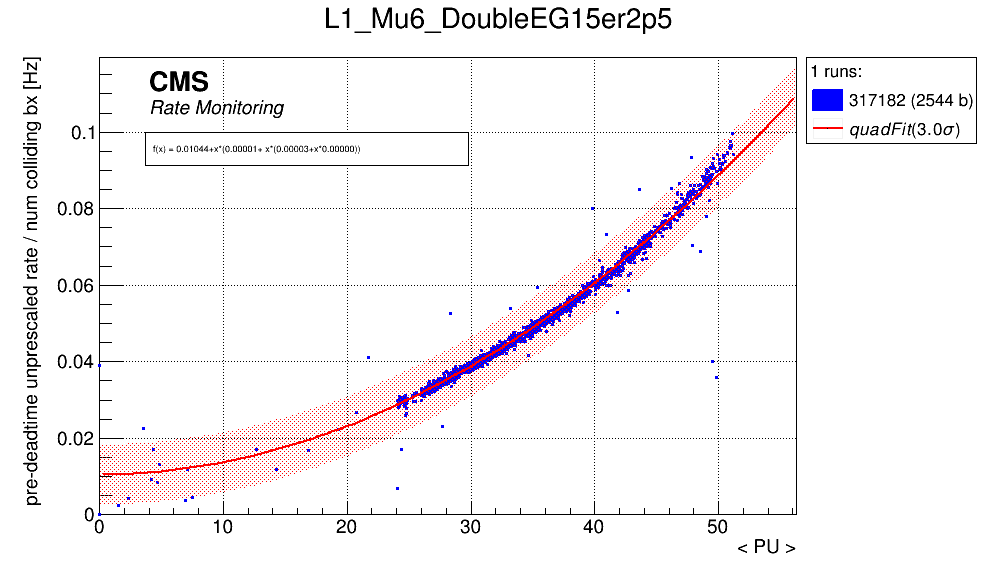 L1_Mu6_DoubleEG15er2p5
pre-deadtime unprescaled rate / num colliding bx [Hz]
CMS
Rate Monitoring
f(x) = 0.01044+x*(0.00001+ x*(0.00003+x*0.00000))
1 runs:
317182 (2544 b)
quadFit(3.0σ)
0.1
0.08
0.06
0.04
0.02
0
0 10 20 30 40 50
< PU >